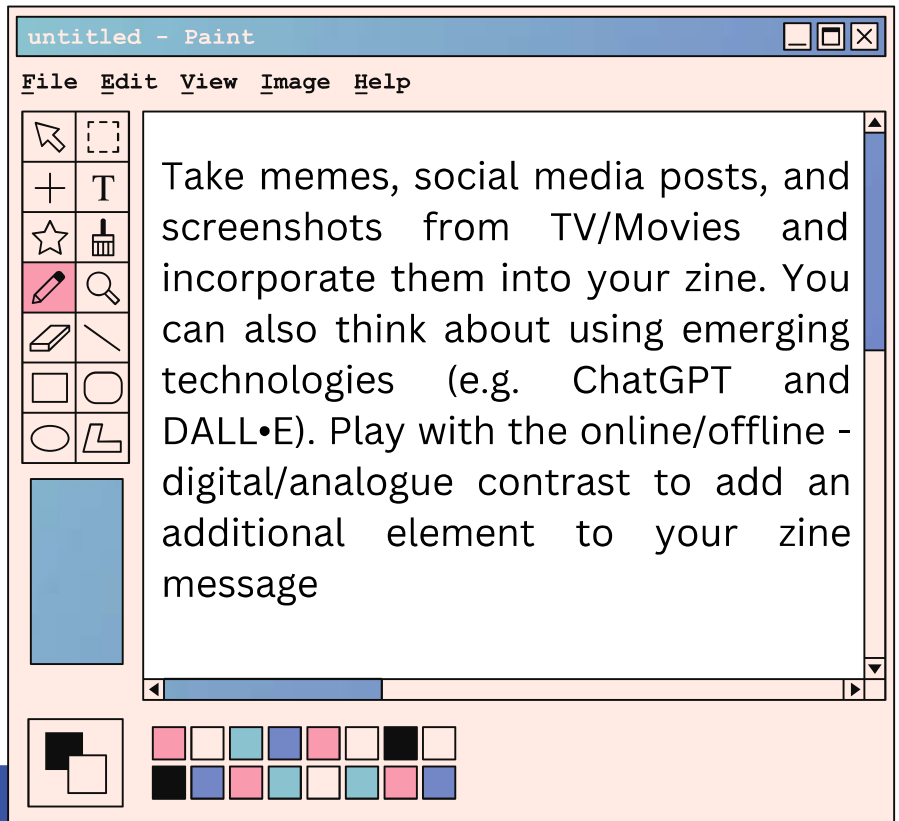 untitled - Paint
File Edit View Image Help
T
Take memes, social media posts, and
screenshots from TV/Movies and
incorporate them into your zine. You
can also think about using emerging
technologies (e.g. ChatGPT and
DALL•E). Play with the online/offline -
digital/analogue contrast to add an
additional element to your zine
message